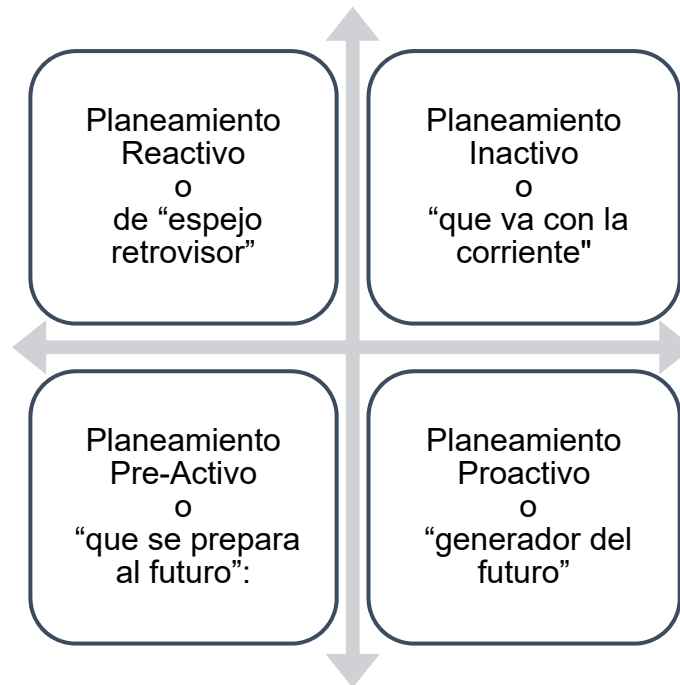 Planeamiento
Reactivo
o
de “espejo
retrovisor”
Planeamiento
Inactivo
o
“que va con la
corriente"
Planeamiento
Pre-Activo
o
“que se prepara
al futuro”:
Planeamiento
Proactivo
o
“generador del
futuro”